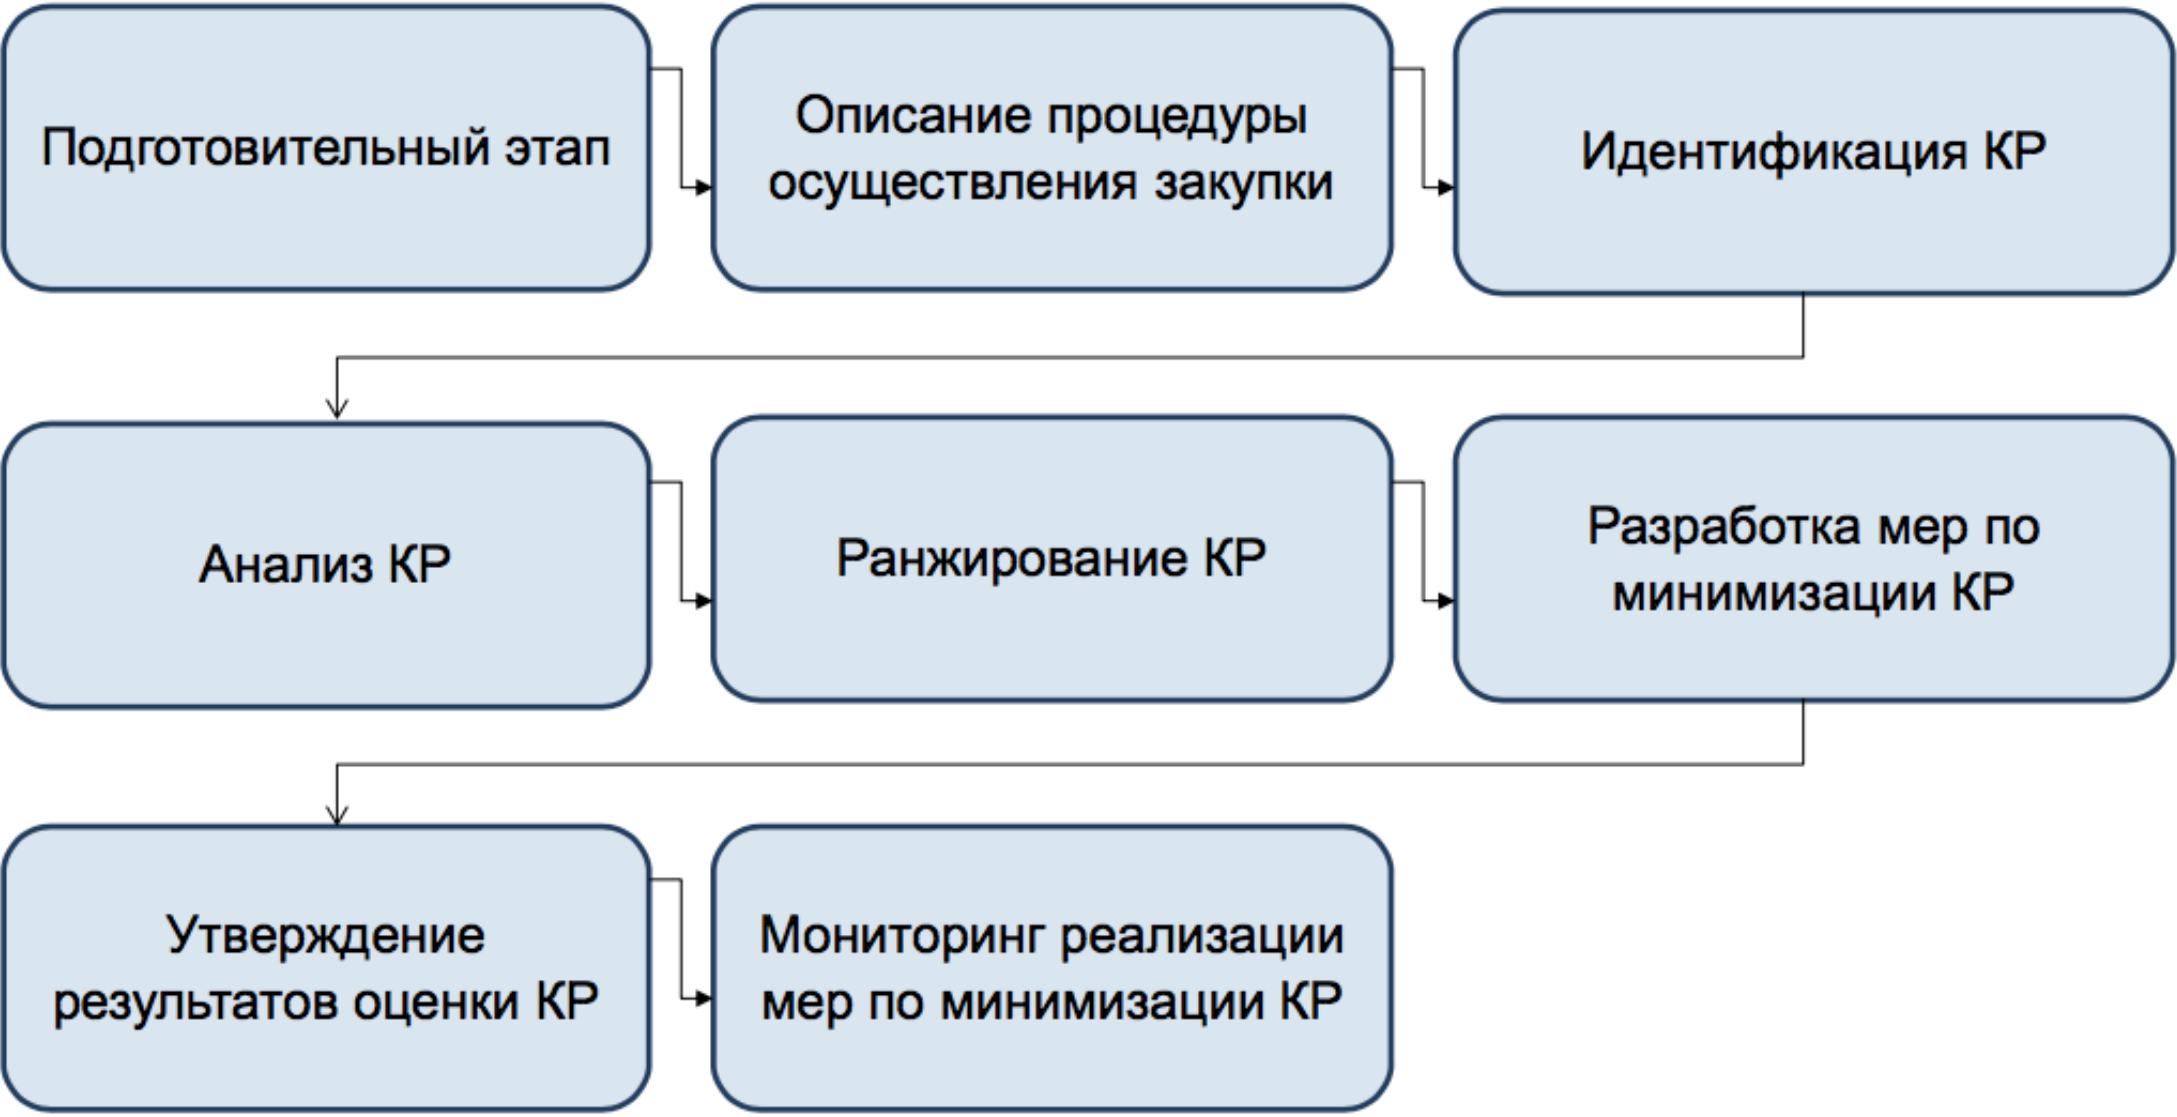 Подготовительный этап
Описание процедуры
осуществления закупки
Идентификация КР
Анализ КР
Ранжирование КР
Разработка мер по
минимизации КР
Утверждение
результатов оценки КР
Мониторинг реализации
мер по минимизации КР